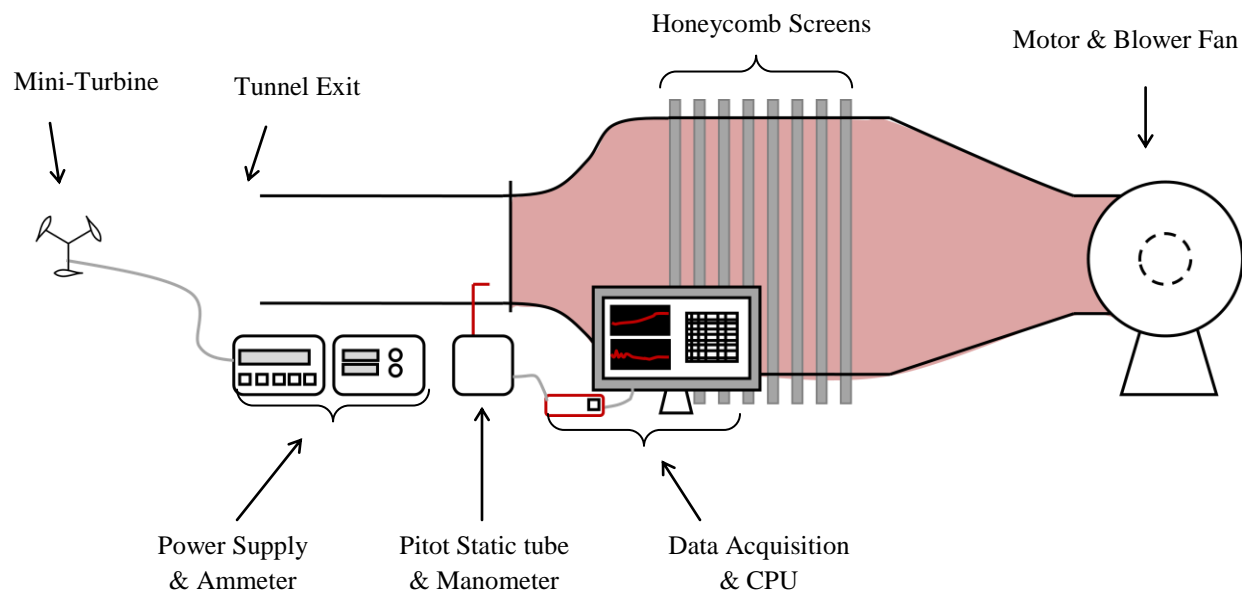 Honeycomb Screens
Motor & Blower Fan
Mini-Turbine
Tunnel Exit
Power Supply
& Ammeter
Pitot Static tube
& Manometer
Data Acquisition
& CPU